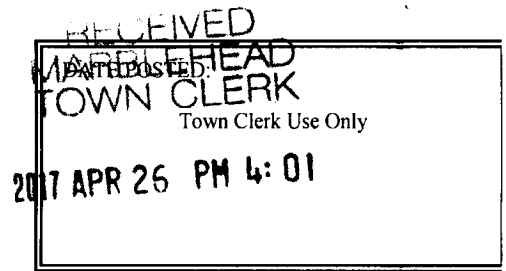 RECEIVED
MARBLEHEAD
DATE POSTED:
TOWN CLERK
Town Clerk Use Only
2017 APR 26 PM 4: 01